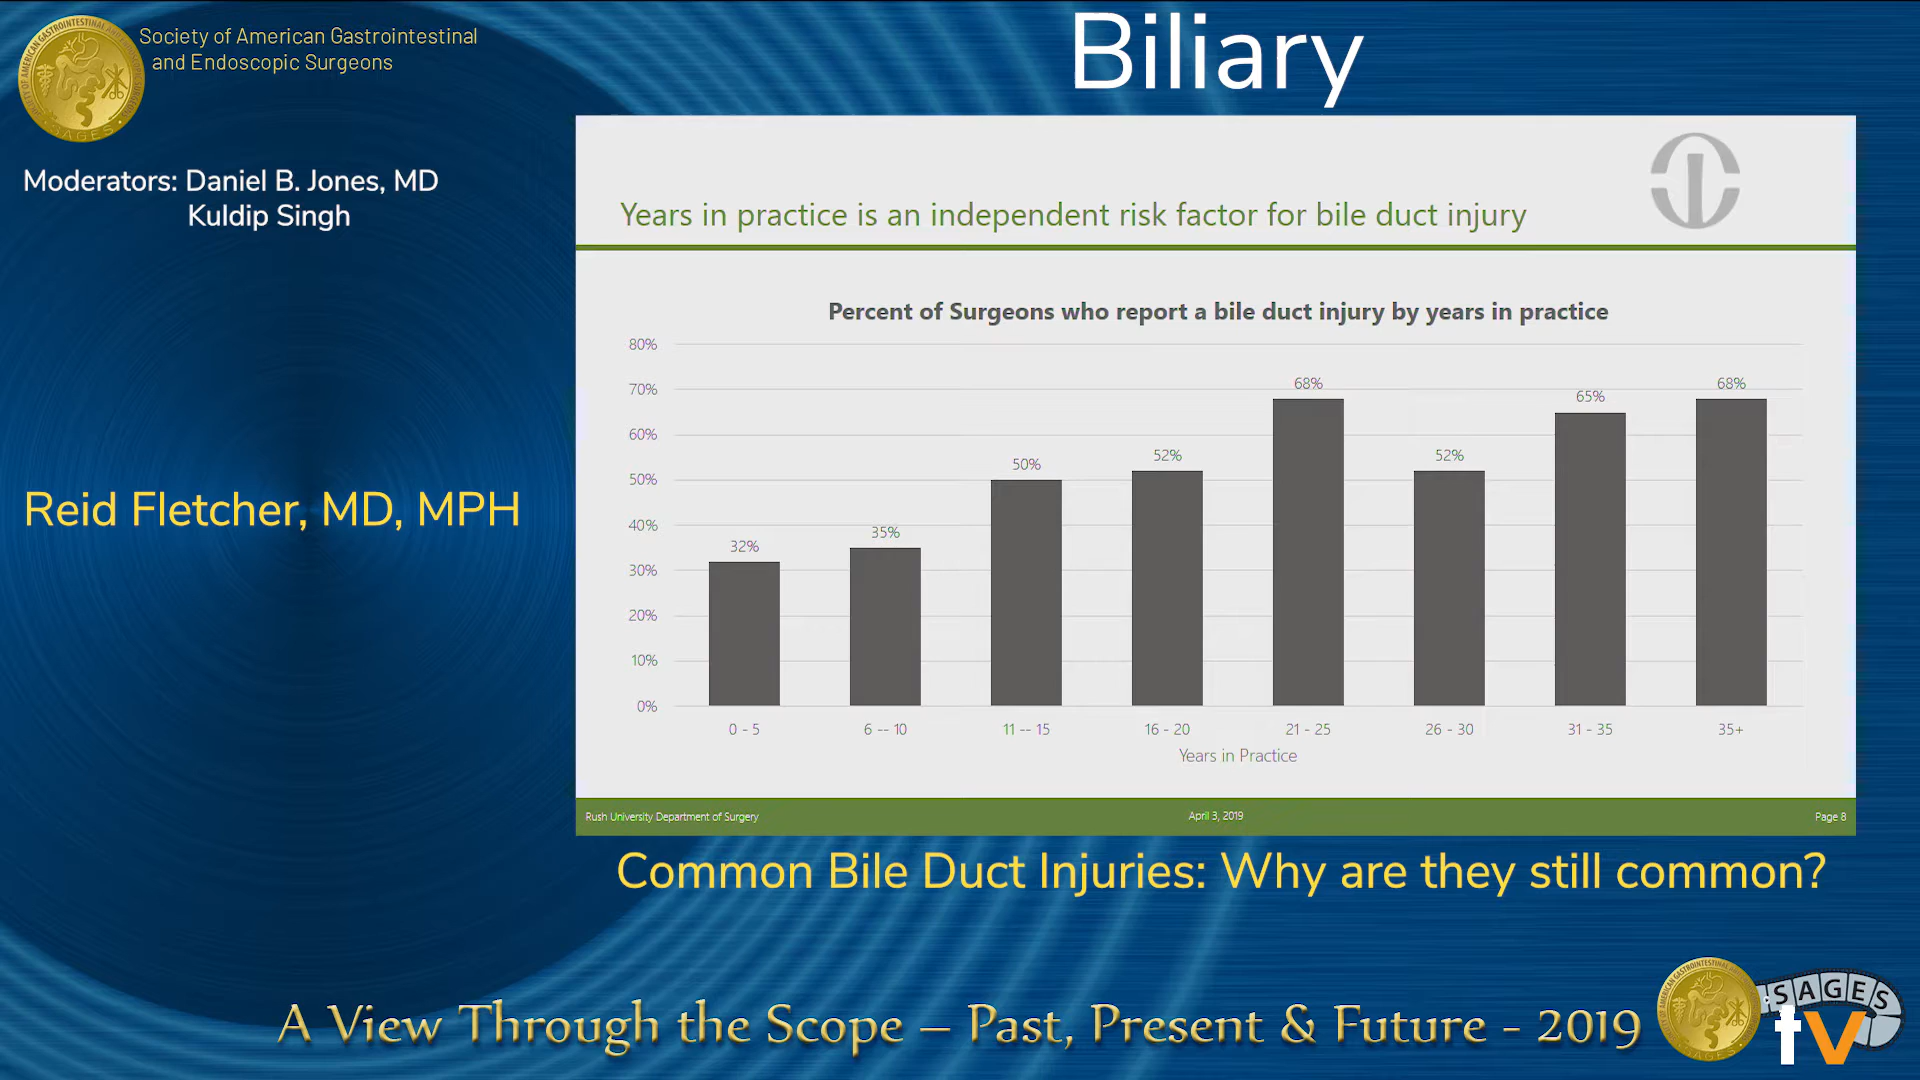 Society of American Gastrointestinal
and Endoscopic Surgeons
Biliary
Moderators: Daniel B. Jones, MD
Kuldip Singh
Reid Fletcher, MD, MPH
Years in practice is an independent risk factor for bile duct injury
Percent of Surgeons who report a bile duct injury by years in practice
80%
70%
60%
50%
40%
30%
20%
10%
0%
32%
35%
50%
52%
68%
52%
65%
68%
0 - 5
6 -- 10
11 -- 15
16 - 20
21 - 25
26 - 30
31 - 35
35+
Years in Practice
Rush University Department of Surgery
April 3, 2019
Page 8
Common Bile Duct Injuries: Why are they still common?
A View Through the Scope – Past, Present & Future - 2019
SAGES
tv